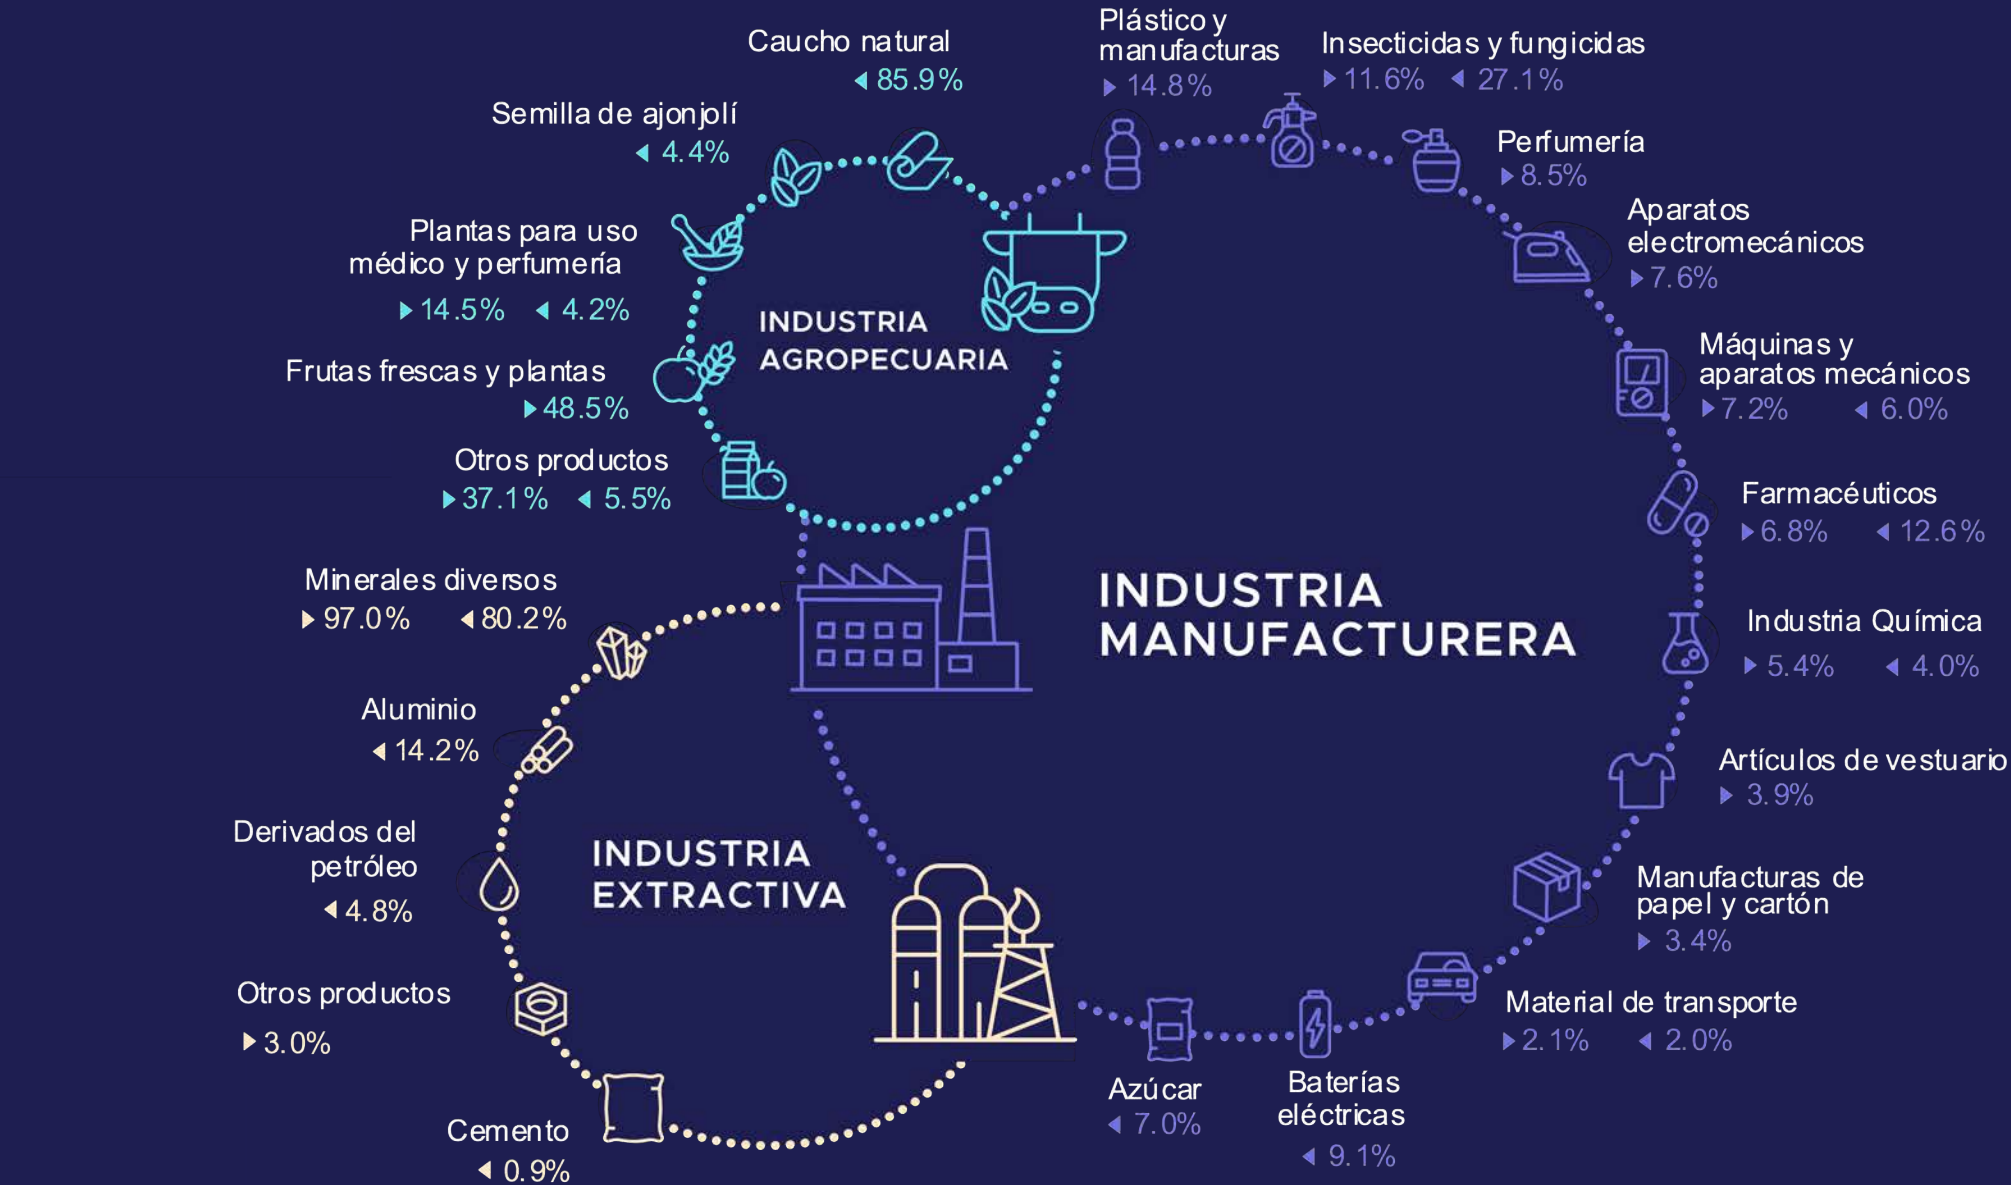 Caucho natural
◀ 85.9%
Semilla de ajonjolí
◀ 4.4%
Plantas para uso
médico y perfumería
▶ 14.5% ◀ 4.2%
Frutas frescas y plantas
▶ 48.5%
Otros productos
▶ 37.1% ◀ 5.5%
INDUSTRIA
AGROPECUARIA
Plástico y
manufacturas
▶ 14.8%
Insecticidas y fungicidas
▶ 11.6% ◀ 27.1%
Perfumería
▶ 8.5%
Aparatos
electromecánicos
▶ 7.6%
Máquinas y
aparatos mecánicos
▶ 7.2% ◀ 6.0%
Farmacéuticos
▶ 6.8% ◀ 12.6%
Industria Química
▶ 5.4% ◀ 4.0%
Artículos de vestuario
▶ 3.9%
Manufacturas de
papel y cartón
▶ 3.4%
Material de transporte
▶ 2.1% ◀ 2.0%
Baterías
eléctricas
◀ 9.1%
Azúcar
◀ 7.0%
INDUSTRIA
MANUFACTURERA
Minerales diversos
▶ 97.0% ◀ 80.2%
Aluminio
◀ 14.2%
Derivados del
petróleo
◀ 4.8%
Otros productos
▶ 3.0%
Cemento
◀ 0.9%
INDUSTRIA
EXTRACTIVA